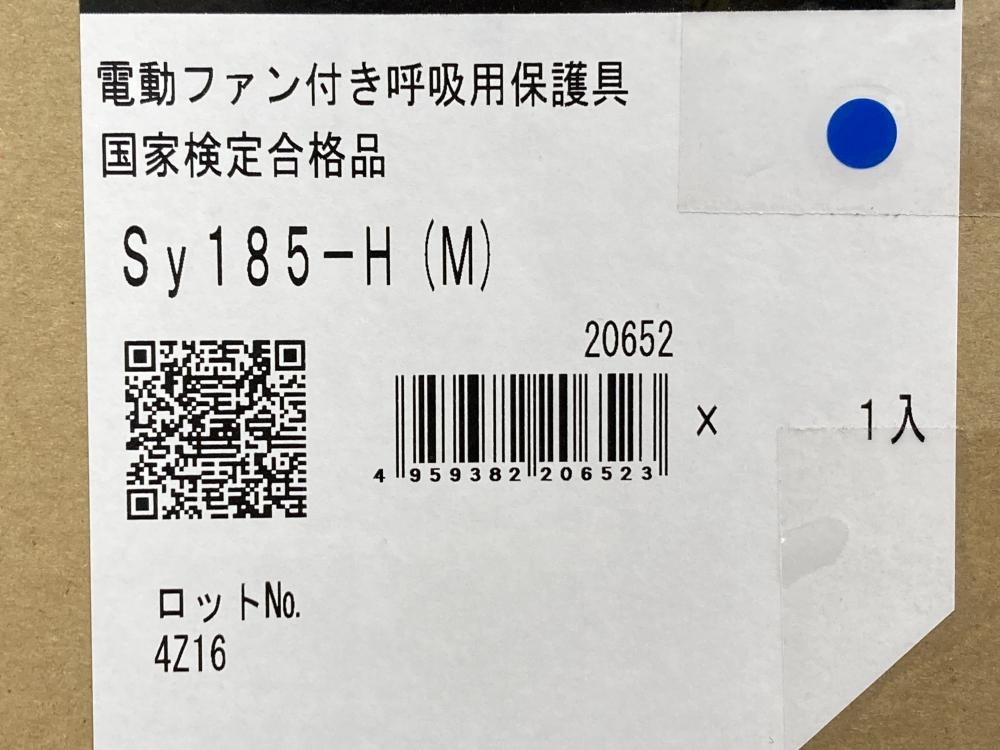 電動ファン付き呼吸用保護具
国家検定合格品
Sy185-H(M)
20652
4 959382 206523
× 1入
ロットNo.
4Z16